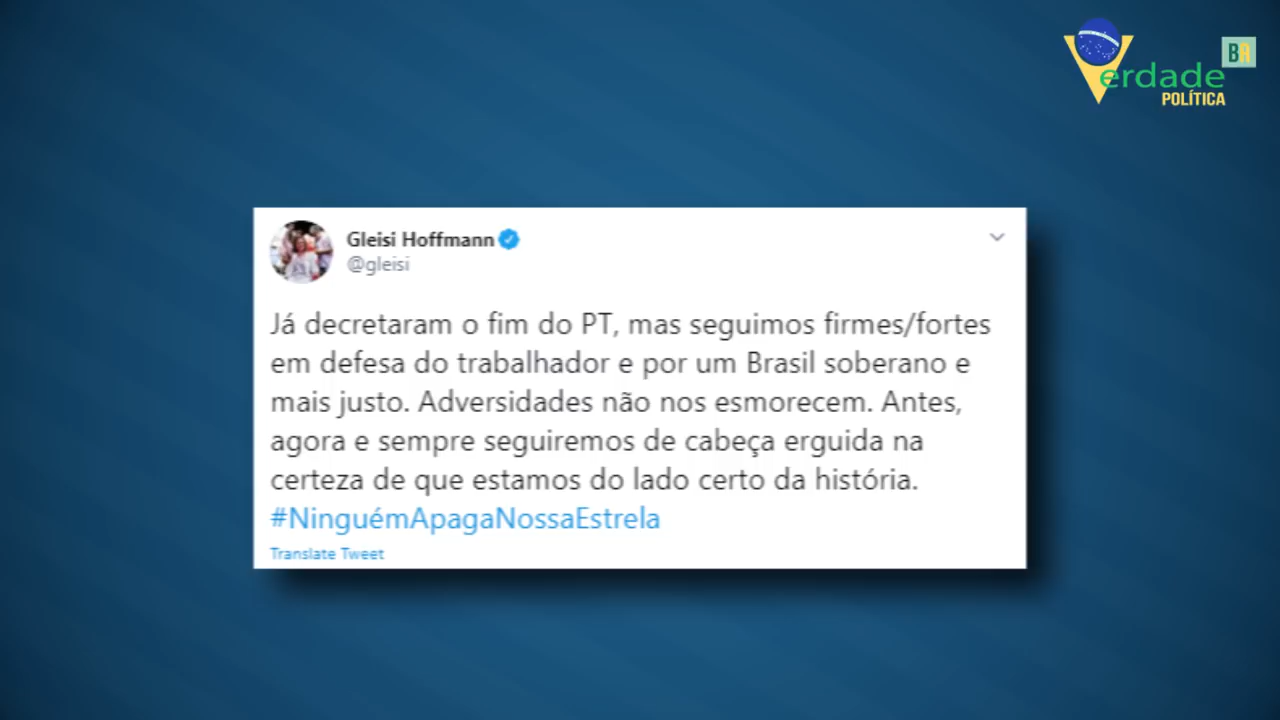 BR
Verdade
POLÍTICA
Gleisi Hoffmann
@gleisi
Já decretaram o fim do PT, mas seguimos firmes/fortes
em defesa do trabalhador e por um Brasil soberano e
mais justo. Adversidades não nos esmorecem. Antes,
agora e sempre seguiremos de cabeça erguida na
certeza de que estamos do lado certo da história.
#NinguémApagaNossaEstrela
Translate Tweet